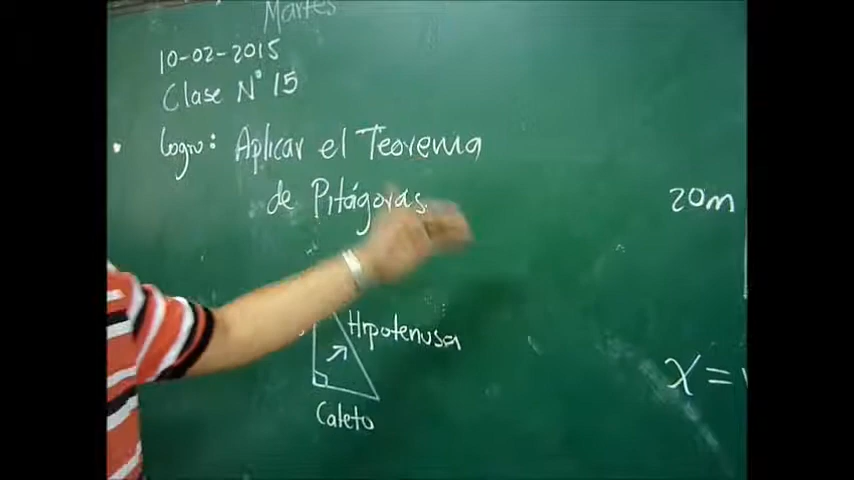 Martes
10-02-2015
Clase N° 15
Logro: Aplicar el Teorema
de Pitágoras.
Hipotenusa
Cateto
20m
x =